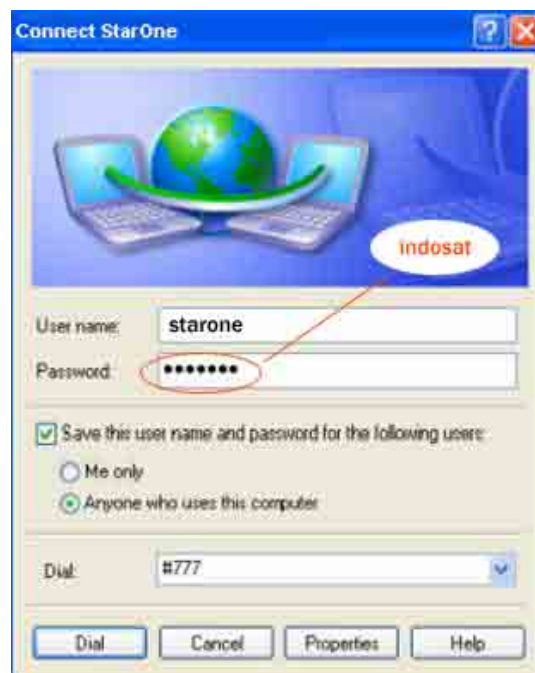 Connect StarOne
indosat
User name: starone
Password: •••••••
Save this user name and password for the following users:
Me only
Anyone who uses this computer
Dial: #777
Dial Cancel Properties Help